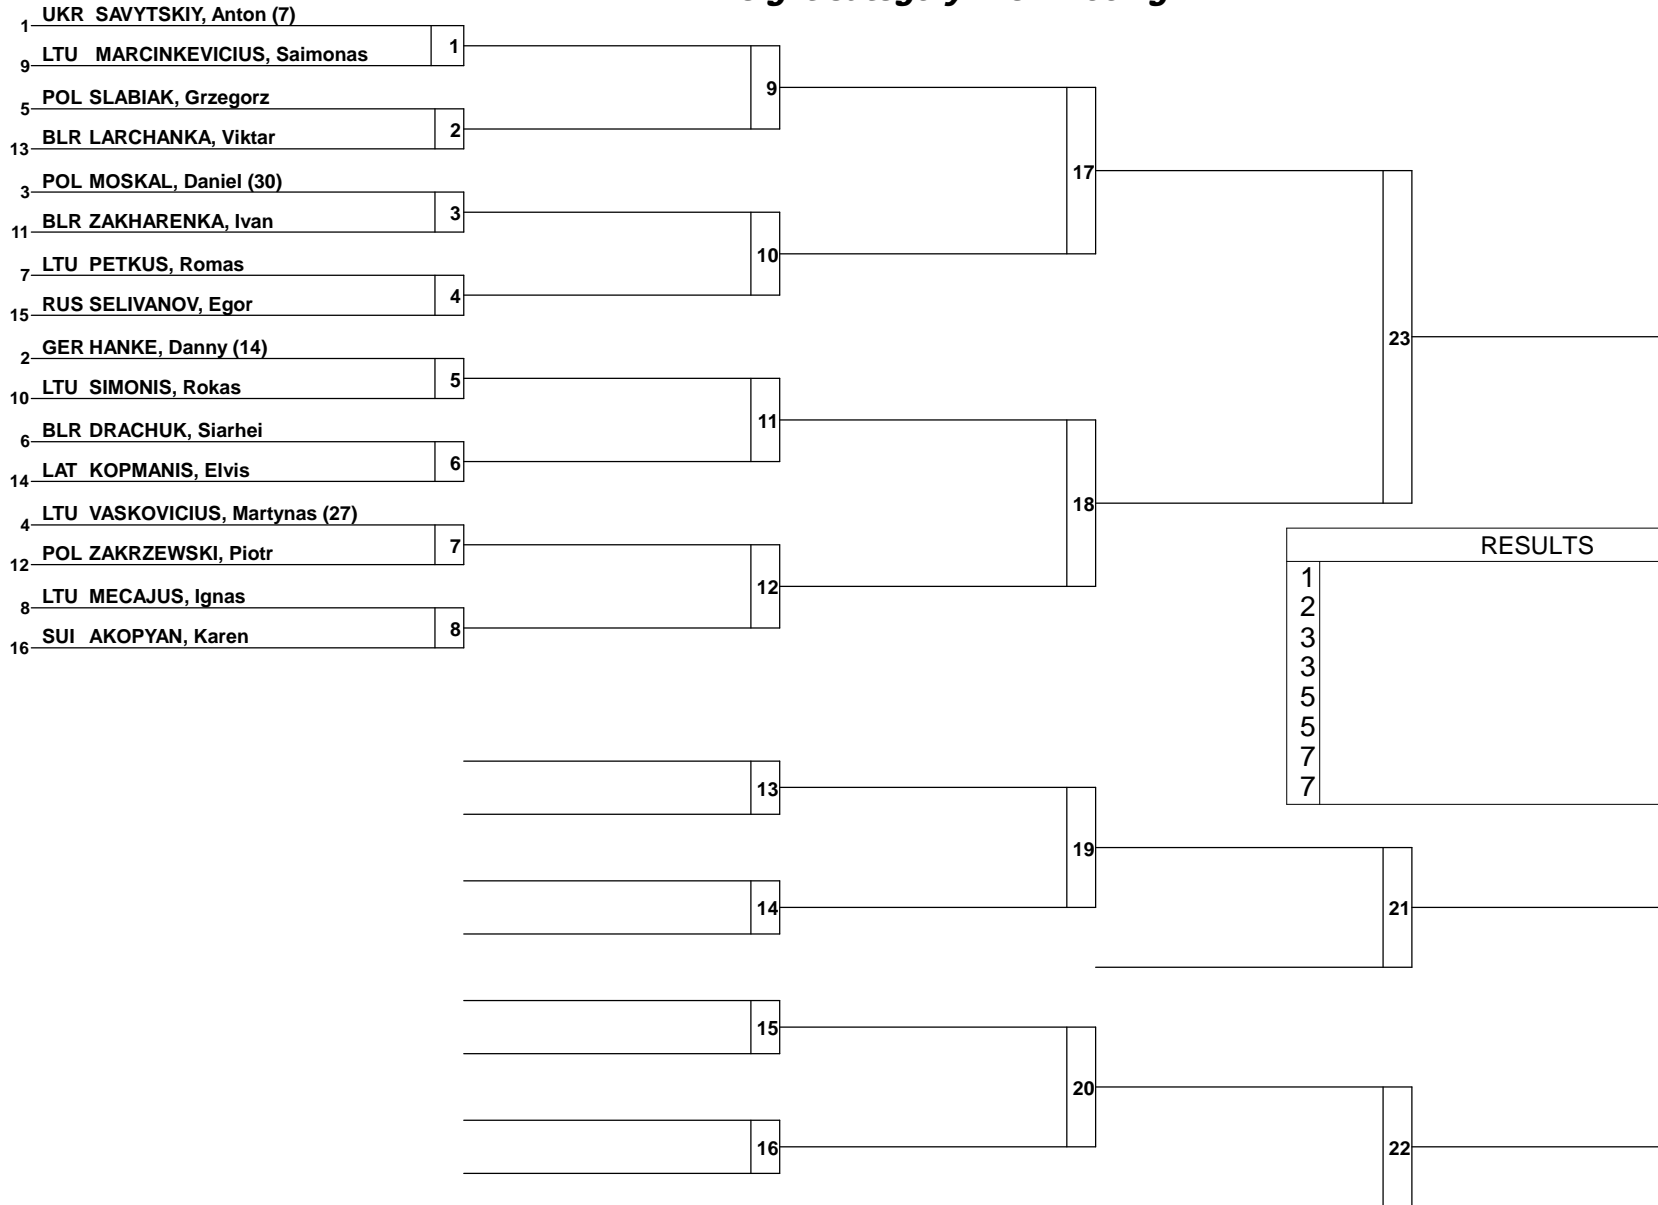 UKR SAVYTSKIY, Anton (7)
1
1
LTU MARCINKEVICIUS, Saimonas
9
9
POL SLABIAK, Grzegorz
5
2
BLR LARCHANKA, Viktar
13
17
POL MOSKAL, Daniel (30)
3
3
BLR ZAKHARENKA, Ivan
11
10
LTU PETKUS, Romas
7
4
RUS SELIVANOV, Egor
15
23
GER HANKE, Danny (14)
2
5
LTU SIMONIS, Rokas
10
11
BLR DRACHUK, Siarhei
6
6
LAT KOPMANIS, Elvis
14
18
LTU VASKOVICIUS, Martynas (27)
4
7
POL ZAKRZEWSKI, Piotr
12
12
LTU MECAJUS, Ignas
8
8
SUI AKOPYAN, Karen
16
RESULTS
1
2
3
3
5
5
7
7
13
19
14
21
15
20
16
22